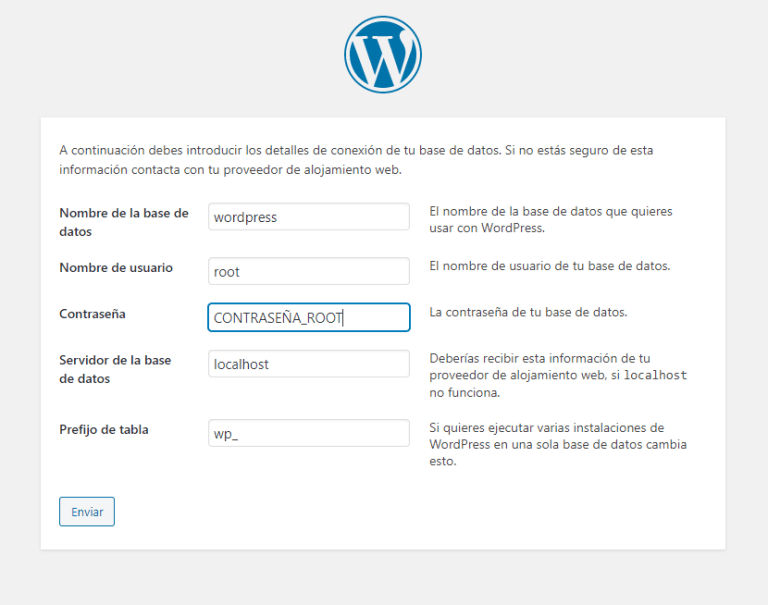 A continuación debes introducir los detalles de conexión de tu base de datos. Si no estás seguro de esta
información contacta con tu proveedor de alojamiento web.
Nombre de la base de
datos
wordpress
El nombre de la base de datos que quieres
usar con WordPress.
Nombre de usuario
root
El nombre de usuario de tu base de datos.
Contraseña
CONTRASEÑA_ROOT
La contraseña de tu base de datos.
Servidor de la base
de datos
localhost
Deberías recibir esta información de tu
proveedor de alojamiento web, si localhost
no funciona.
Prefijo de tabla
wp_
Si quieres ejecutar varias instalaciones de
WordPress en una sola base de datos cambia
esto.
Enviar